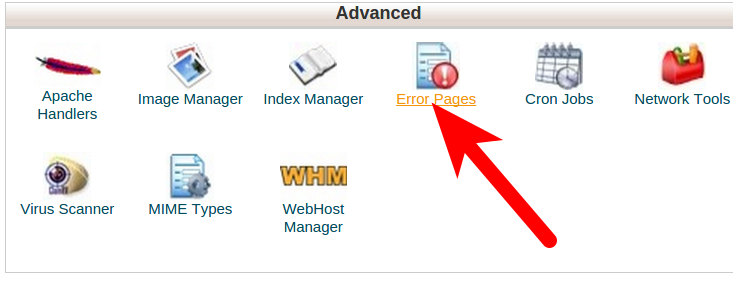 Advanced
Apache
Handlers
Image Manager
Index Manager
Error Pages
Cron Jobs
Network Tools
Virus Scanner
MIME Types
WHM
WebHost
Manager